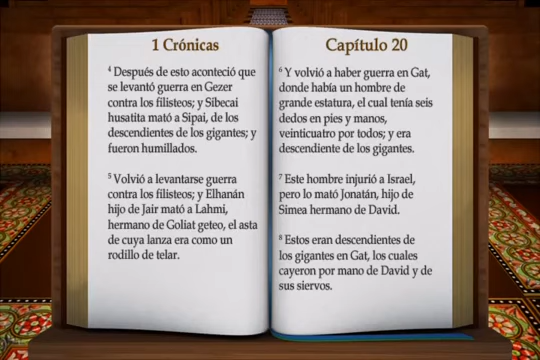 1 Crónicas
⁴ Después de esto aconteció que
se levantó guerra en Gezer
contra los filisteos; y Sibecai
husatita mató a Sipai, de los
descendientes de los gigantes; y
fueron humillados.
⁵ Volvió a levantarse guerra
contra los filisteos; y Elhanán
hijo de Jair mató a Lahmi,
hermano de Goliat geteo, el asta
de cuya lanza era como un
rodillo de telar.
Capítulo 20
⁶ Y volvió a haber guerra en Gat,
donde había un hombre de
grande estatura, el cual tenía seis
dedos en pies y manos,
veinticuatro por todos; y era
descendiente de los gigantes.
⁷ Este hombre injurió a Israel,
pero lo mató Jonatán, hijo de
Simea hermano de David.
⁸ Estos eran descendientes de
los gigantes en Gat, los cuales
cayeron por mano de David y de
sus siervos.